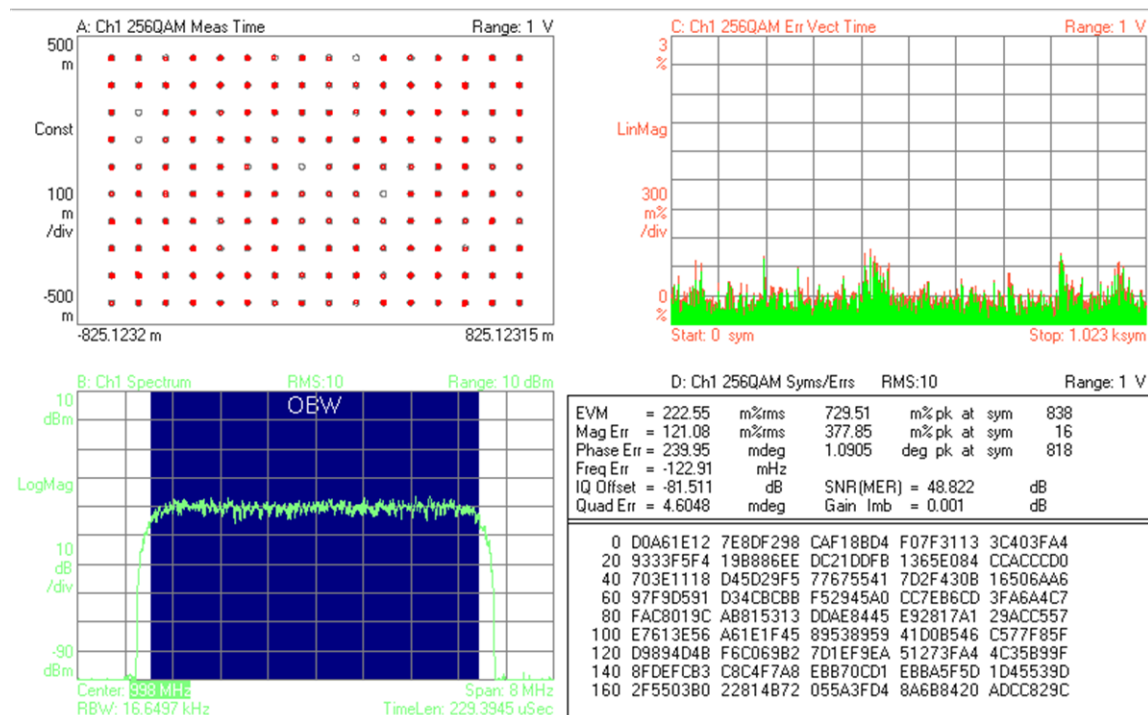 A: Ch1 256QAM Meas Time Range: 1 V
500
m
Const
100
m
/div
-500
m
-825.1232 m 825.12315 m
C: Ch1 256QAM Err Vect Time Range: 1 V
3
%
LinMag
300
m%
/div
0
%
Start: 0 sym Stop: 1.023 ksym
B: Ch1 Spectrum RMS:10 Range: 10 dBm
10
dBm
OBW
LogMag
10
dB
/div
-90
dBm
Center: 998 MHz Span: 8 MHz
RBW: 16.6497 kHz TimeLen: 229.3945 uSec
D: Ch1 256QAM Syms/Errs RMS:10 Range: 1 V
EVM = 222.55 m%rms 729.51 m%pk at sym 838
Mag Err = 121.08 m%rms 377.85 m%pk at sym 16
Phase Err = 239.95 mdeg 1.0905 deg pk at sym 818
Freq Err = -122.91 mHz
IQ Offset = -81.511 dB SNR(MER) = 48.822 dB
Quad Err = 4.6048 mdeg Gain Imb = 0.001 dB
0 D0A61E12 7E8DF298 CAF18BD4 F07F3113 3C403FA4
20 9333F5F4 19B886EE DC21DDFB 1365E084 CCACCCD0
40 703E1118 D45D29F5 77675541 7D2F430B 16506AA6
60 97F9D591 D34CBCBB F52945A0 CC7EB6CD 3FA6A4C7
80 FAC8019C AB815313 DDAE8445 E92817A1 29ACC557
100 E7613E56 A61E1F45 89538959 41D0B546 C577F85F
120 D9894D4B F6C069B2 7D1EF9EA 51273FA4 4C35B99F
140 8FDEFCB3 C8C4F7A8 EBB70CD1 EBBA5F5D 1D45539D
160 2F5503B0 22814B72 055A3FD4 8A6B8420 ADCC829C